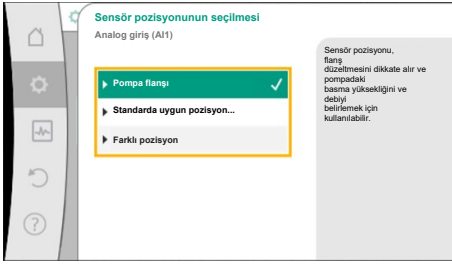 Sensör pozisyonunun seçilmesi
Analog giriş (AI1)
Pompa flanşı
Standarda uygun pozisyon...
Farklı pozisyon
Sensör pozisyonu,
flanş
düzeltmesini dikkate alır ve
pompadaki
basma yüksekliğini ve
debiyi
belirlemek için
kullanılabilir.